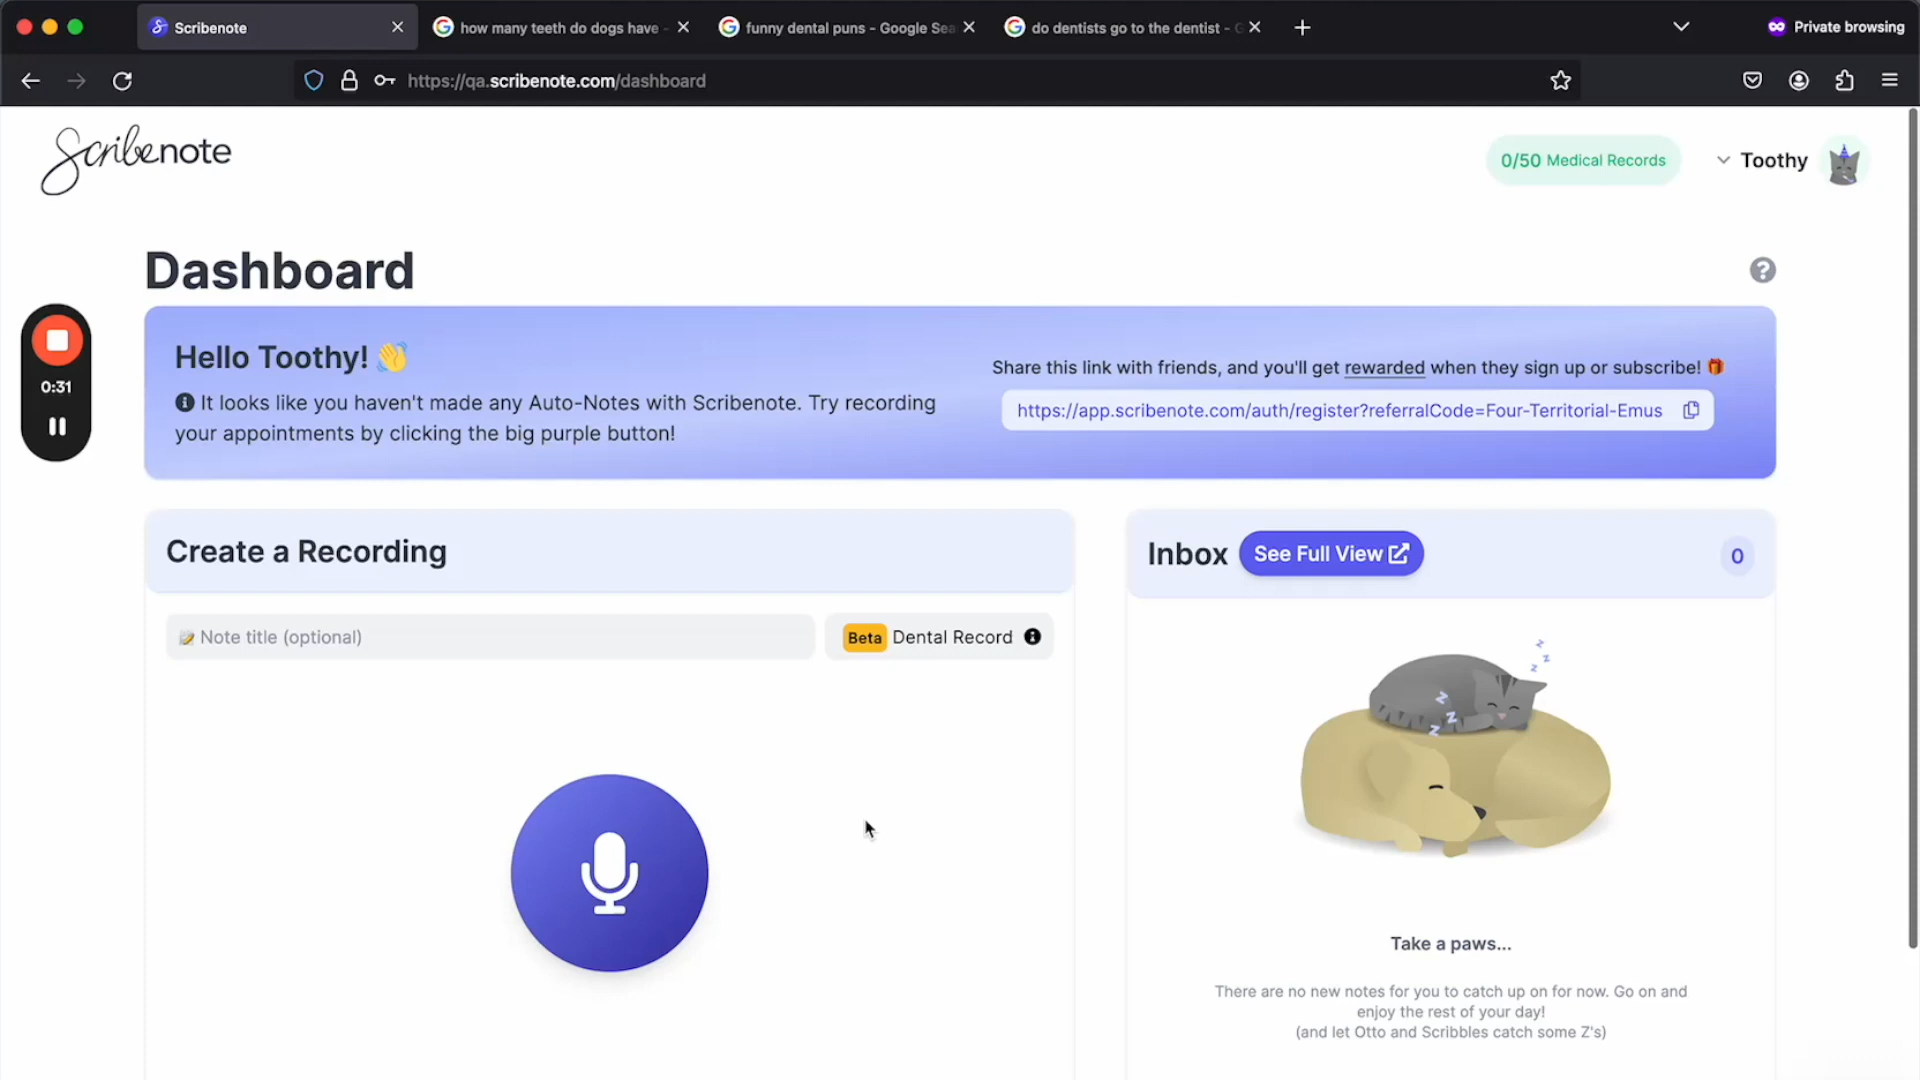 Scribenote
how many teeth do dogs have -
funny dental puns - Google Sea
do dentists go to the dentist - G
Private browsing
https://qa.scribenote.com/dashboard
Scribenote
0/50 Medical Records
Toothy
Dashboard
?
0:31
Hello Toothy! 👋
It looks like you haven't made any Auto-Notes with Scribenote. Try recording
your appointments by clicking the big purple button!
Share this link with friends, and you'll get rewarded when they sign up or subscribe! 🎁
https://app.scribenote.com/auth/register?referralCode=Four-Territorial-Emus
Create a Recording
📝 Note title (optional)
Beta Dental Record
Inbox
See Full View
0
z z z
z z z
Take a paws...
There are no new notes for you to catch up on for now. Go on and
enjoy the rest of your day!
(and let Otto and Scribbles catch some Z's)